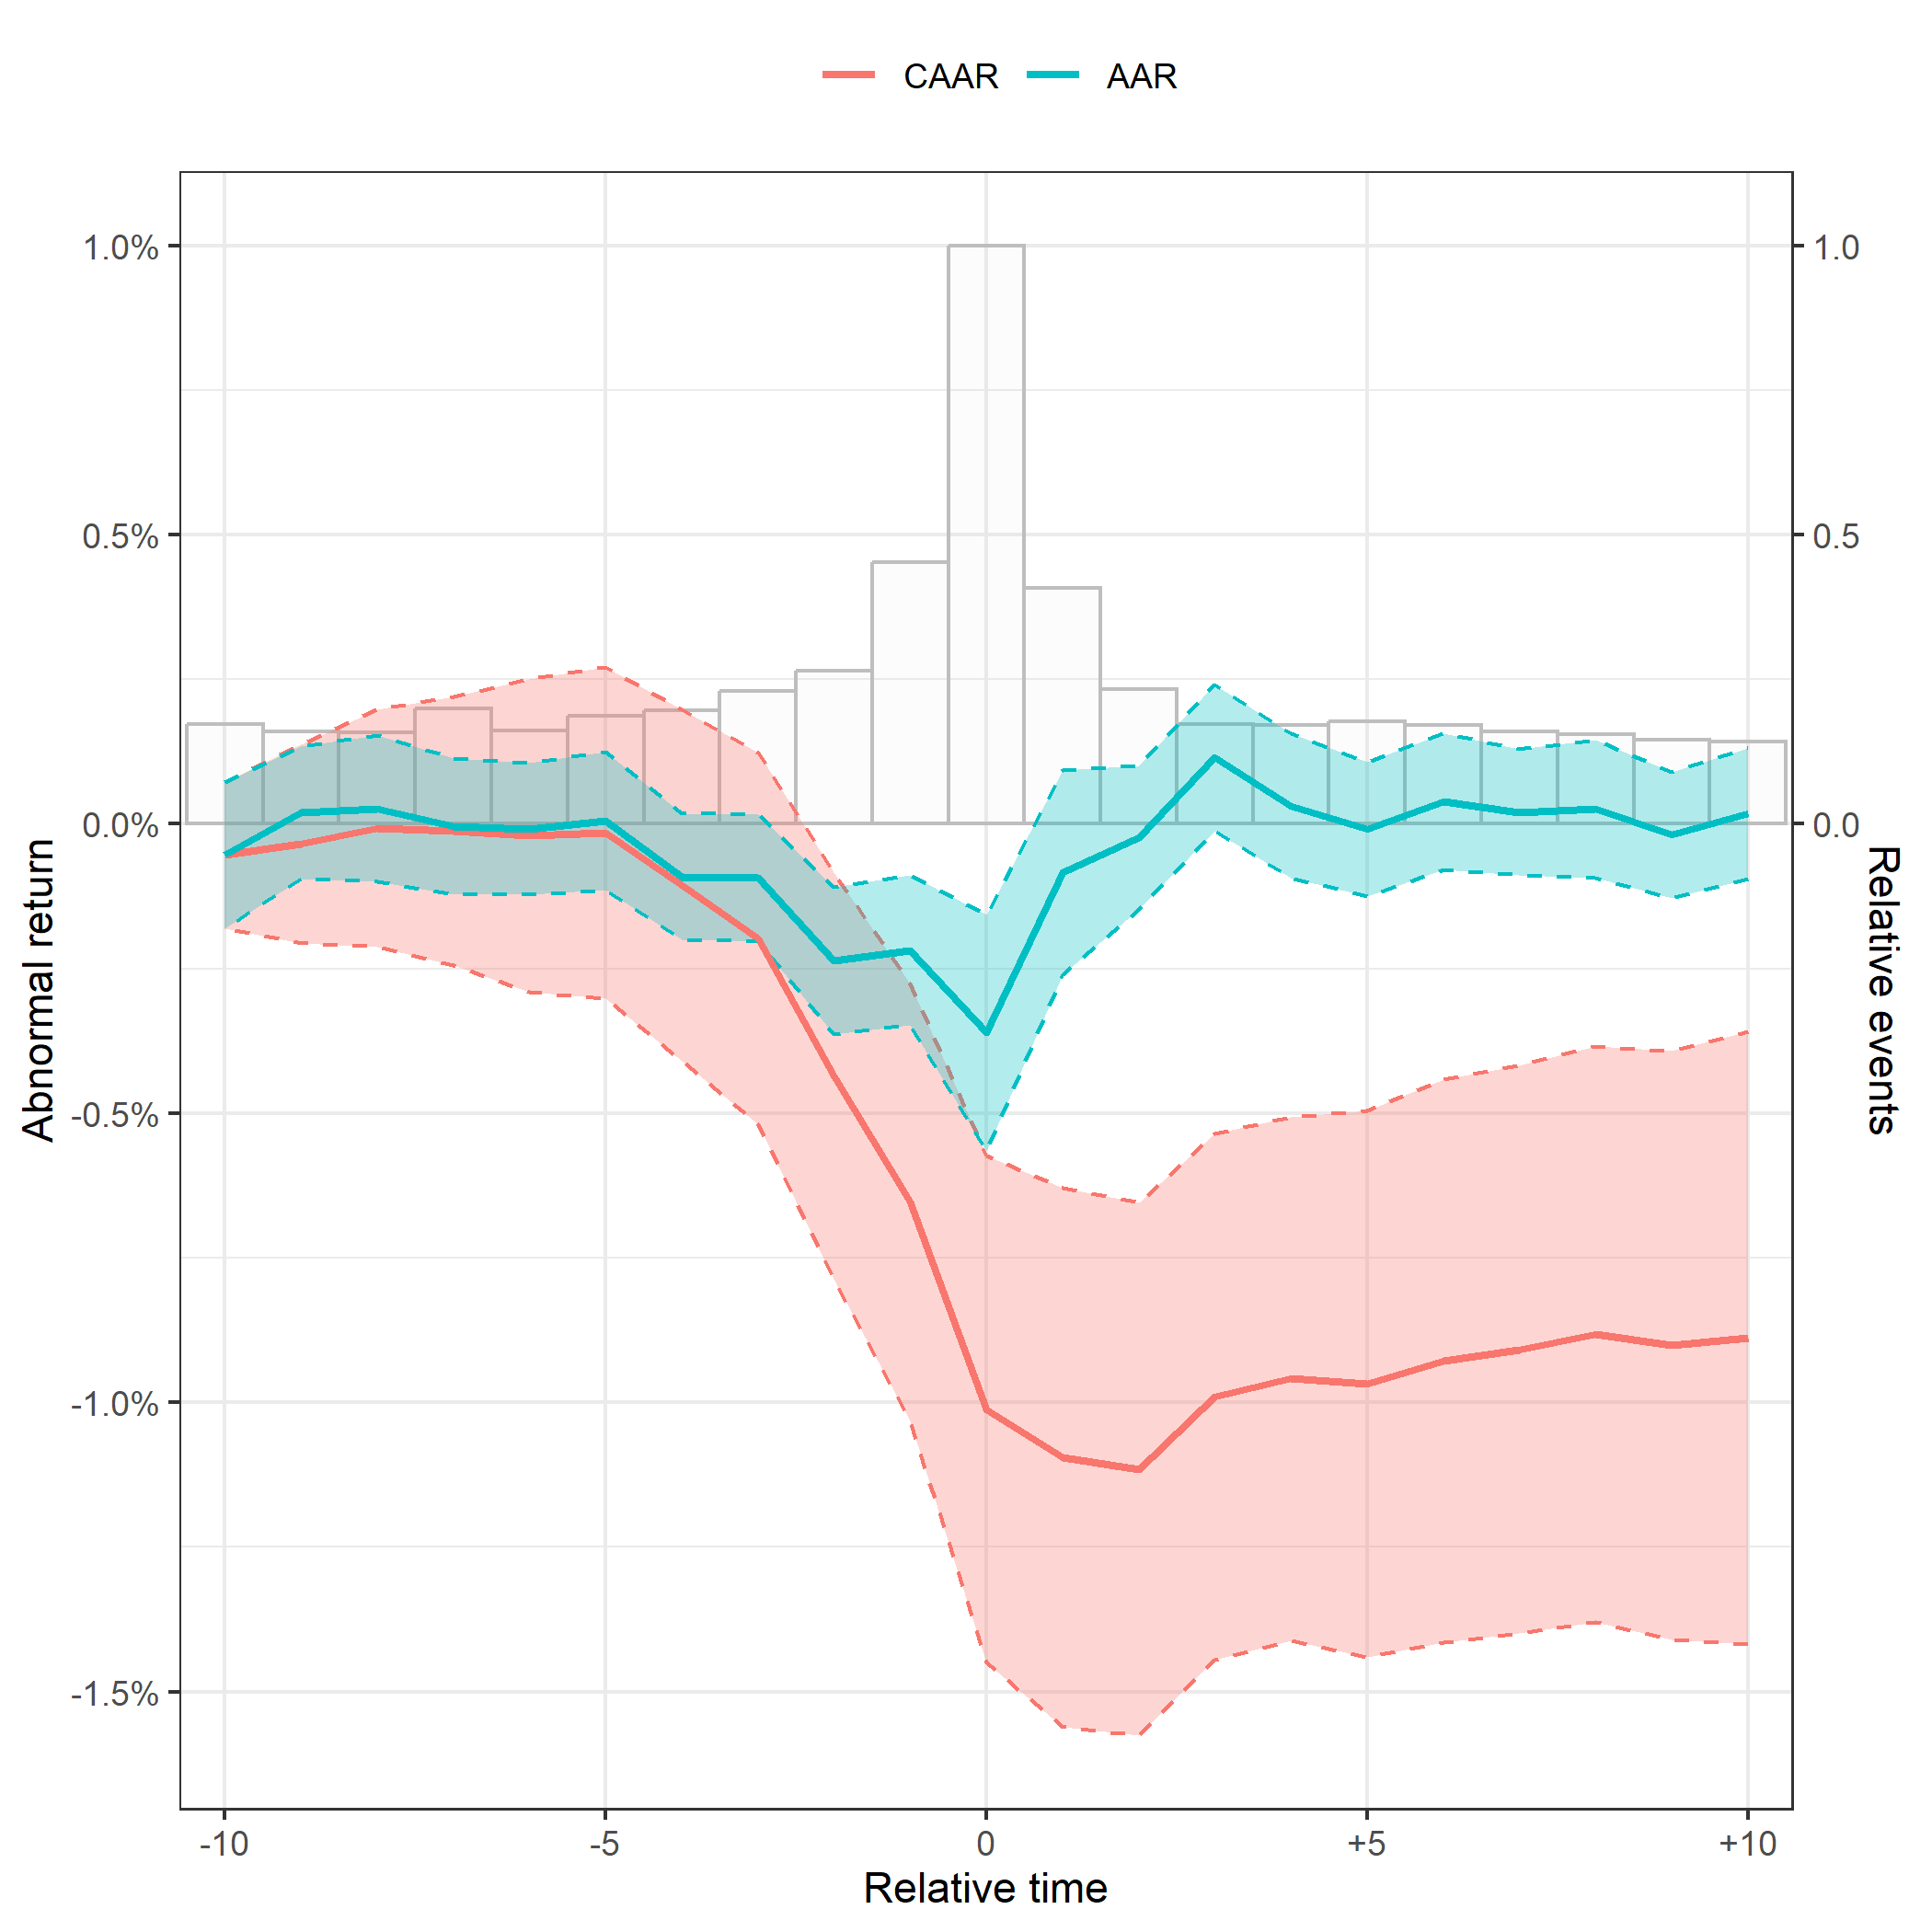 CAAR AAR
1.0%
0.5%
0.0%
-0.5%
-1.0%
-1.5%
Abnormal return
1.0
0.5
0.0
Relative events
-10 -5 0 +5 +10
Relative time